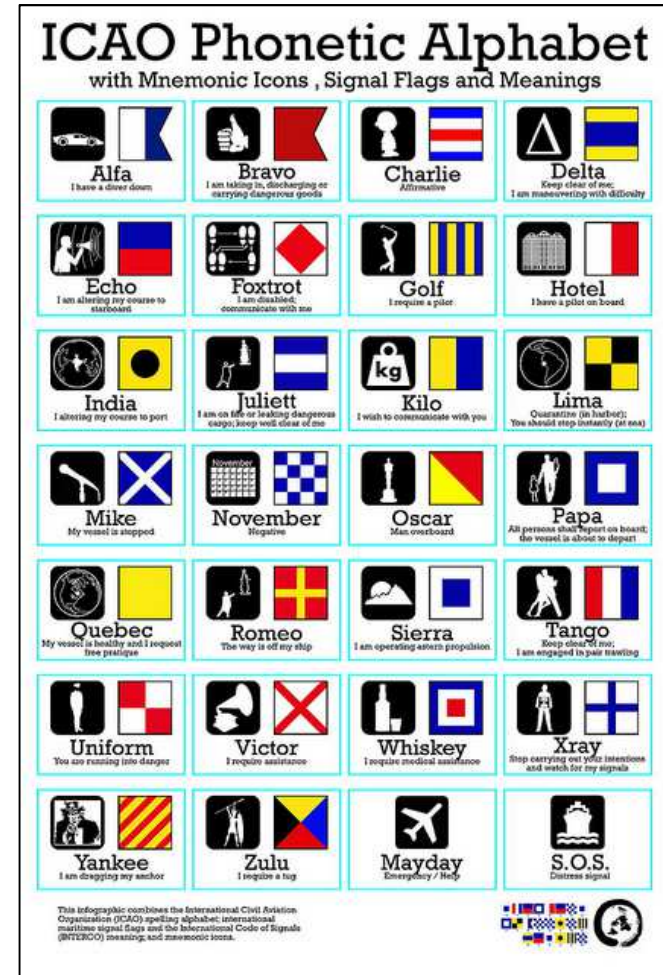 ICAO Phonetic Alphabet
with Mnemonic Icons , Signal Flags and Meanings
Alfa
I have a diver down
Bravo
I am taking in, discharging or
carrying dangerous goods
Charlie
Affirmative
Delta
Keep clear of me;
I am maneuvering with difficulty
Echo
I am altering my course to
starboard
Foxtrot
I am disabled;
communicate with me
Golf
I require a pilot
Hotel
I have a pilot on board
India
I altering my course to port
Juliett
I am on fire or leaking dangerous
cargo; keep well clear of me
kg
Kilo
I wish to communicate with you
Lima
Quarantine (in harbor);
You should stop instantly (at sea)
Mike
My vessel is stopped
November
November
Negative
Oscar
Man overboard
Papa
All persons shall report on board;
the vessel is about to depart
Quebec
My vessel is healthy and I request
free pratique
Romeo
The way is off my ship
Sierra
I am operating astern propulsion
Tango
Keep clear of me;
I am engaged in pair trawling
Uniform
You are running into danger
Victor
I require assistance
Whiskey
I require medical assistance
Xray
Stop carrying out your intentions
and watch for my signals
Yankee
I am dragging my anchor
Zulu
I require a tug
Mayday
Emergency / Help
S.O.S.
Distress signal
This infographic combines the International Civil Aviation
Organization (ICAO) spelling alphabet; international
maritime signal flags and the International Code of Signals
(INTERCO) meaning; and mnemonic icons.